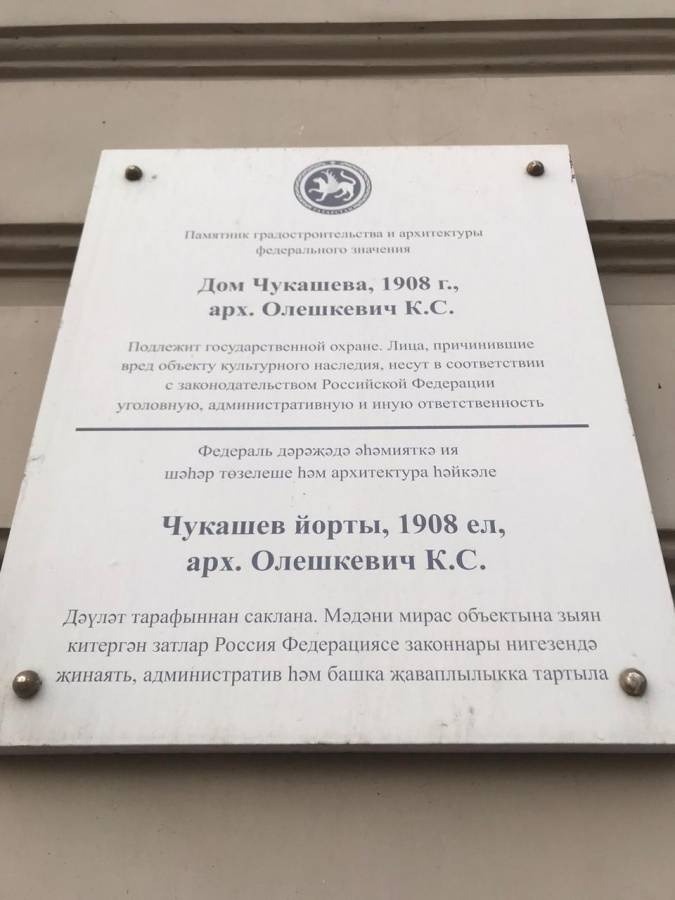 Памятник градостроительства и архитектуры
федерального значения
Дом Чукашева, 1908 г.,
арх. Олешкевич К.С.
Подлежит государственной охране. Лица, причинившие
вред объекту культурного наследия, несут в соответствии
с законодательством Российской Федерации
уголовную, административную и иную ответственность
Федераль дәрәҗәдә әһәмияткә ия
шәһәр төзелеше һәм архитектура һәйкәле
Чукашев йорты, 1908 ел,
арх. Олешкевич К.С.
Дәүләт тарафыннан саклана. Мәдәни мирас объектына зыян
китергән затлар Россия Федерациясе законнары нигезендә
җинаять, административ һәм башка җаваплылыкка тартыла